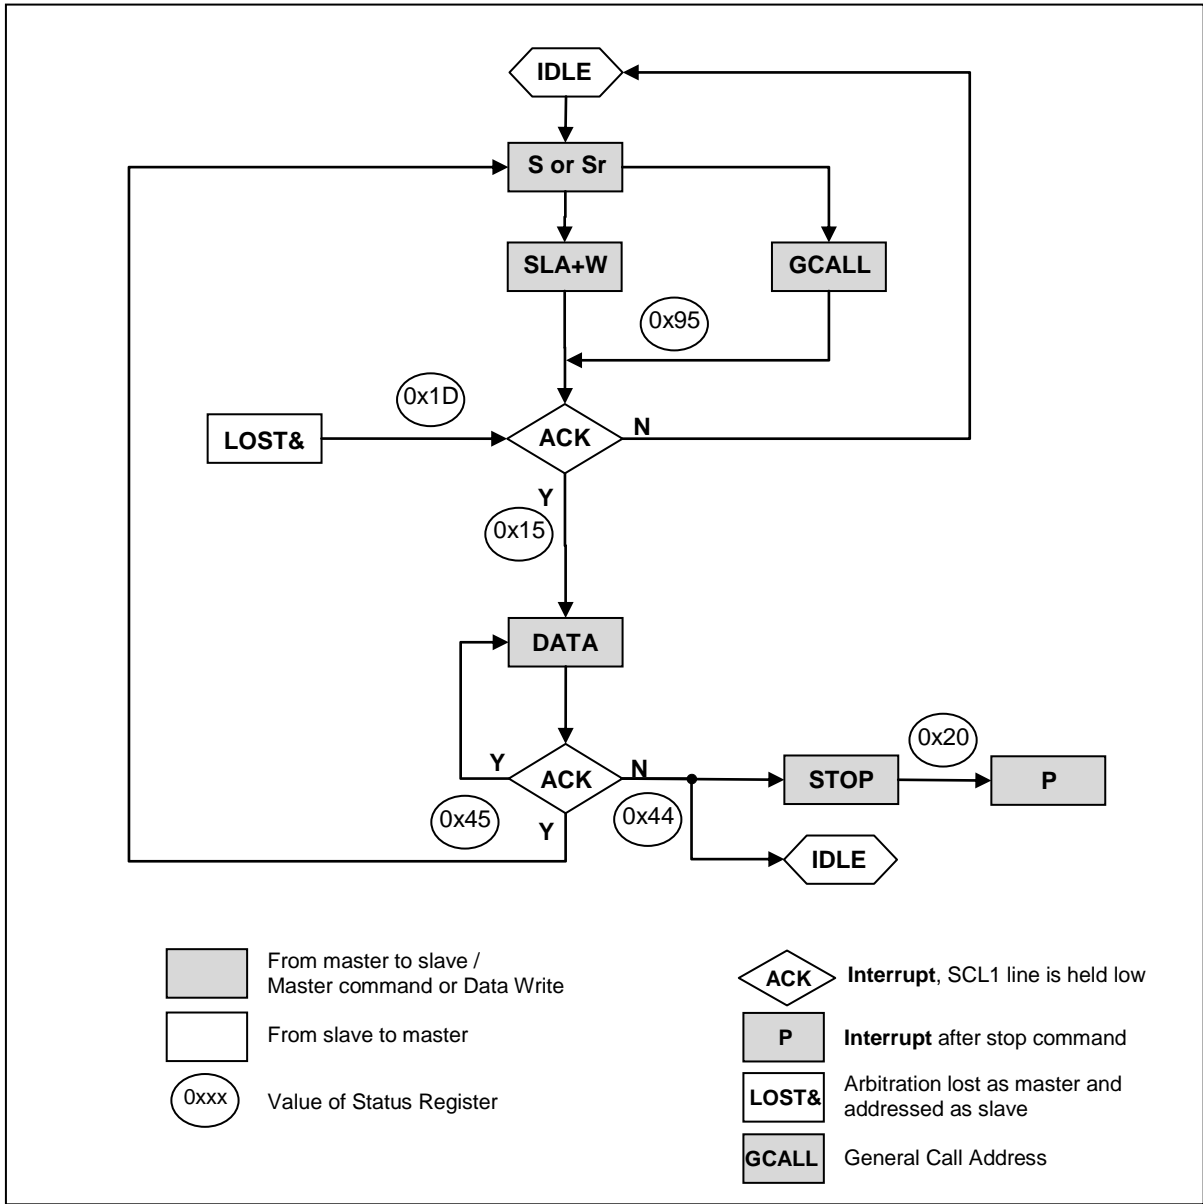 IDLE
S or Sr
SLA+W
GCALL
0x95
0x1D
LOST&
ACK
N
Y
0x15
DATA
0x20
Y
ACK
N
STOP
P
0x45
Y
0x44
IDLE
From master to slave /
Master command or Data Write
From slave to master
0xxx
Value of Status Register
ACK
Interrupt, SCL1 line is held low
P
Interrupt after stop command
LOST&
Arbitration lost as master and
addressed as slave
GCALL
General Call Address